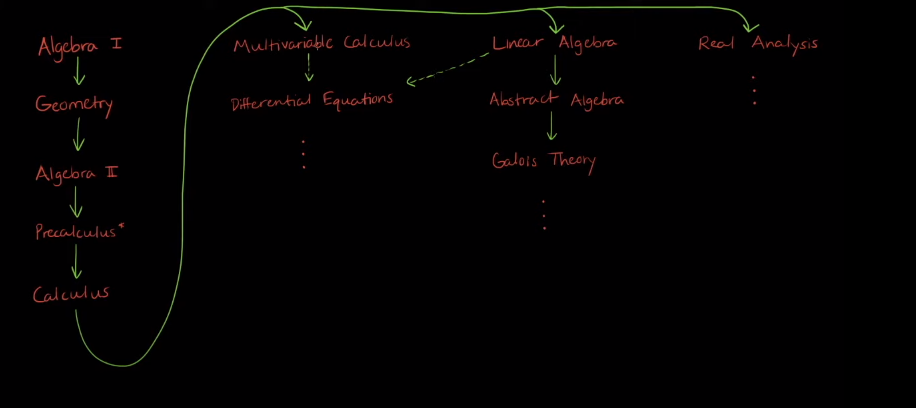 Algebra I
Geometry
Algebra II
Precalculus*
Calculus
Multivariable Calculus
Differential Equations
Linear Algebra
Abstract Algebra
Galois Theory
Real Analysis